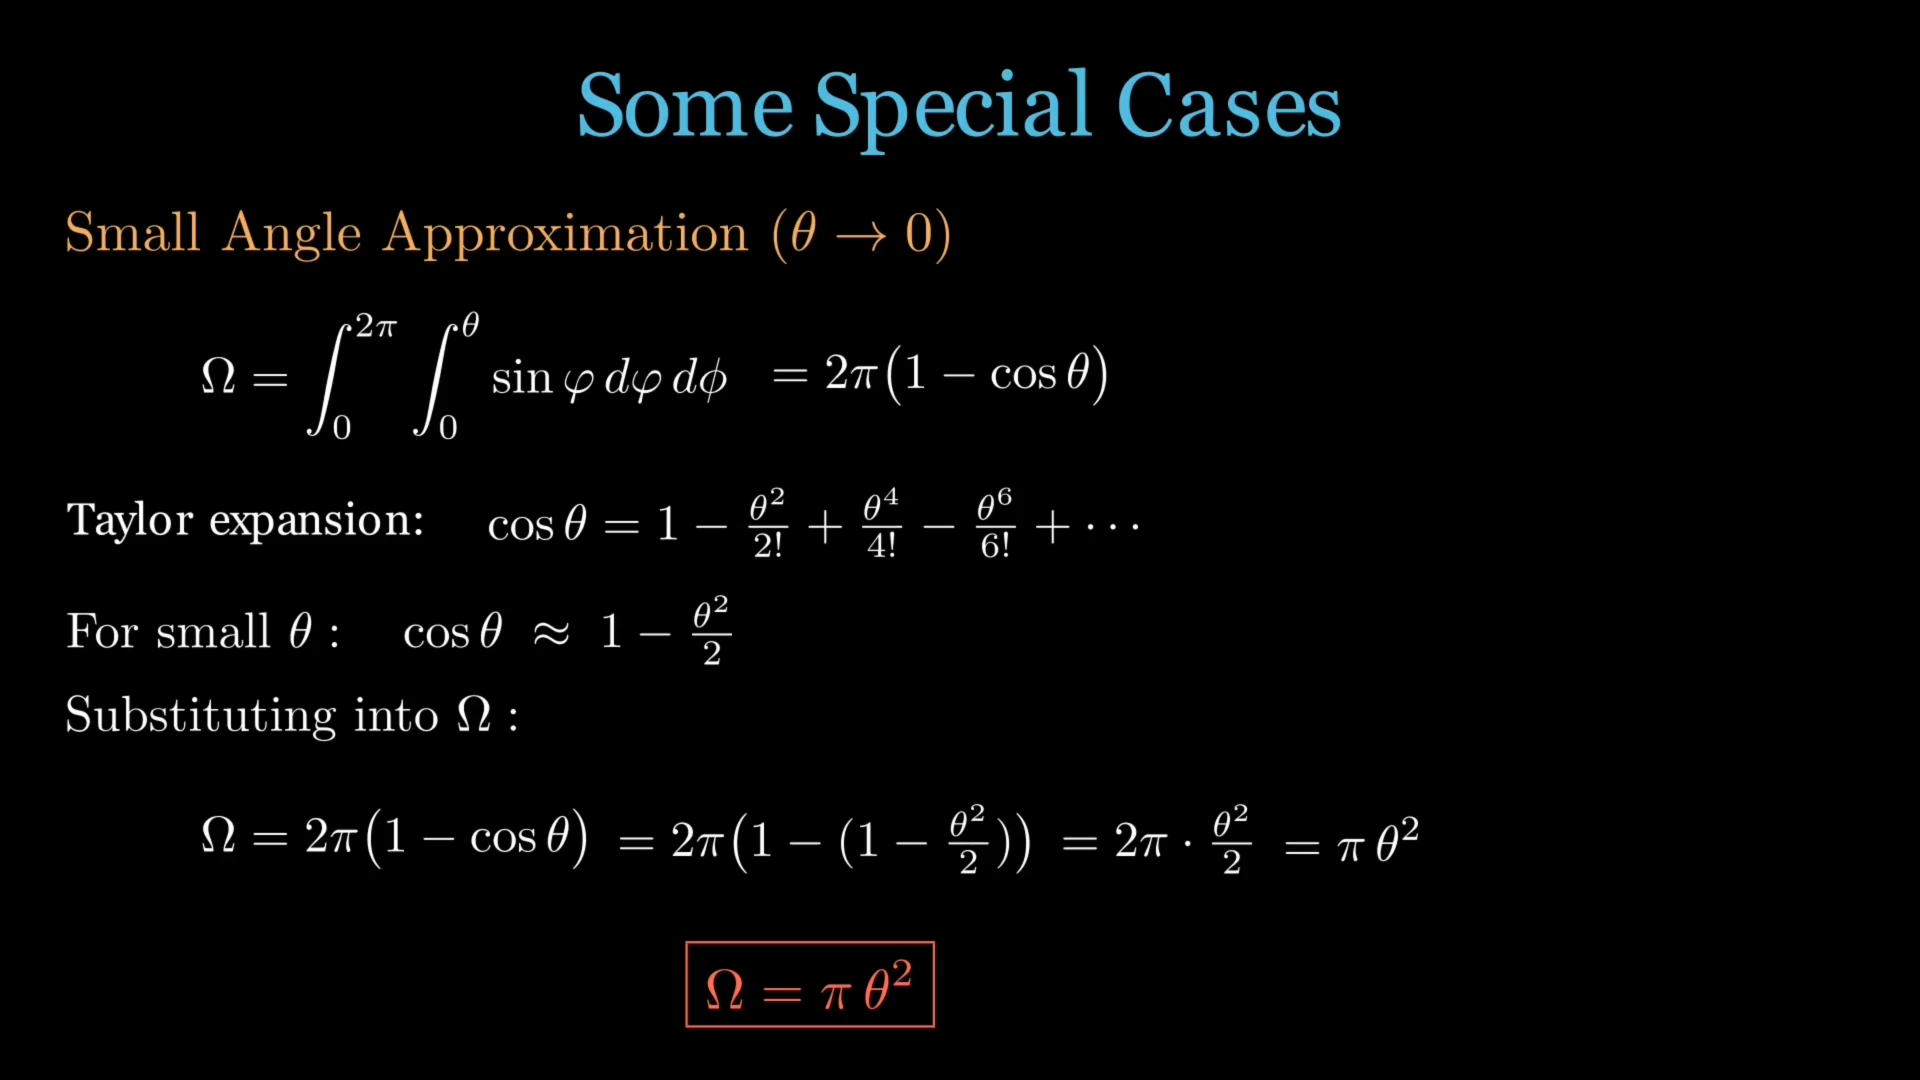 Some Special Cases
Small Angle Approximation (θ → 0)
Ω = ∫₀^{2π} ∫₀^{θ} sin φ dφ dϕ = 2π(1 − cos θ)
Taylor expansion: cos θ = 1 − θ²/2! + θ⁴/4! − θ⁶/6! + ⋯
For small θ : cos θ ≈ 1 − θ²/2
Substituting into Ω :
Ω = 2π(1 − cos θ) = 2π(1 − (1 − θ²/2)) = 2π · θ²/2 = π θ²
Ω = π θ²